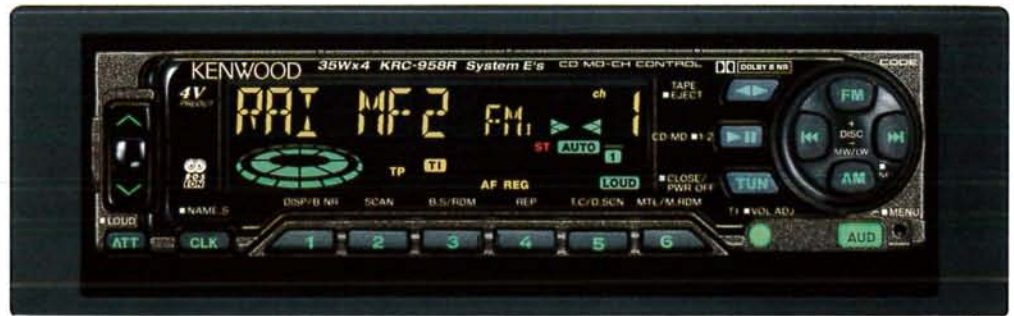 KENWOOD 35Wx4 KRC-958R System E's CD MD-CH CONTROL DOLBY B NR CODE
4V
PREOUT
RAI MF2 FM1 ch 1
ST AUTO 1
TP TI
AF REG LOUD
TAPE
■EJECT
CD·MD ■1·2
■CLOSE/
PWR OFF
FM
+
DISC
−
MW/LW
AM
M
TUN
■NAME.S DISP/B NR SCAN B.S/RDM REP T.C/D.SCN MTL/M.RDM TI ■VOL ADJ ■MENU
■LOUD
ATT CLK 1 2 3 4 5 6 AUD